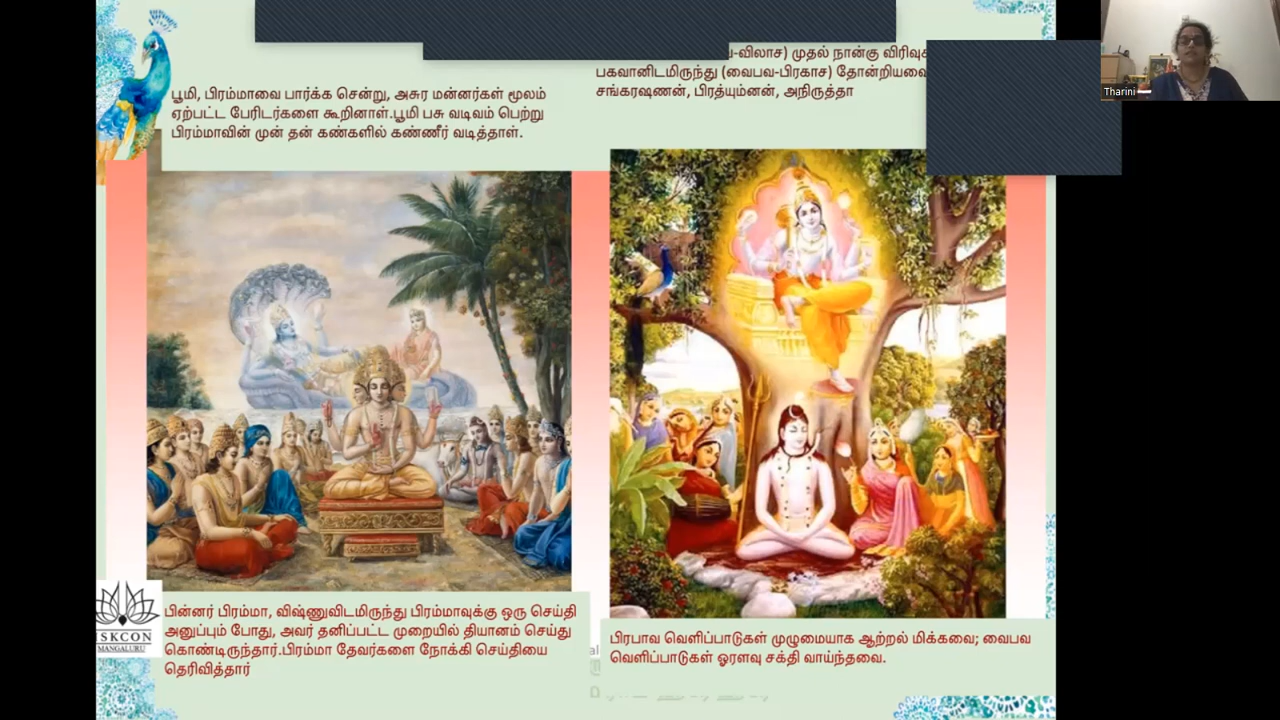 -விலாச) முதல் நான்கு விரிவு
பகவானிடமிருந்து (வைபவ-பிரகாச) தோன்றியவை
சங்கரஷணன், பிரத்யும்னன், அநிருத்தா
பூமி, பிரம்மாவை பார்க்க சென்று, அசுர மன்னர்கள் மூலம்
ஏற்பட்ட பேரிடர்களை கூறினாள்.பூமி பசு வடிவம் பெற்று
பிரம்மாவின் முன் தன் கண்களில் கண்ணீர் வடித்தாள்.
பின்னர் பிரம்மா, விஷ்ணுவிடமிருந்து பிரம்மாவுக்கு ஒரு செய்தி
அனுப்பும் போது, அவர் தனிப்பட்ட முறையில் தியானம் செய்து
கொண்டிருந்தார்.பிரம்மா தேவர்களை நோக்கி செய்தியை
தெரிவித்தார்
பிரபாவ வெளிப்பாடுகள் முழுமையாக ஆற்றல் மிக்கவை; வைபவ
வெளிப்பாடுகள் ஓரளவு சக்தி வாய்ந்தவை.
ISKCON
MANGALURU
Tharini